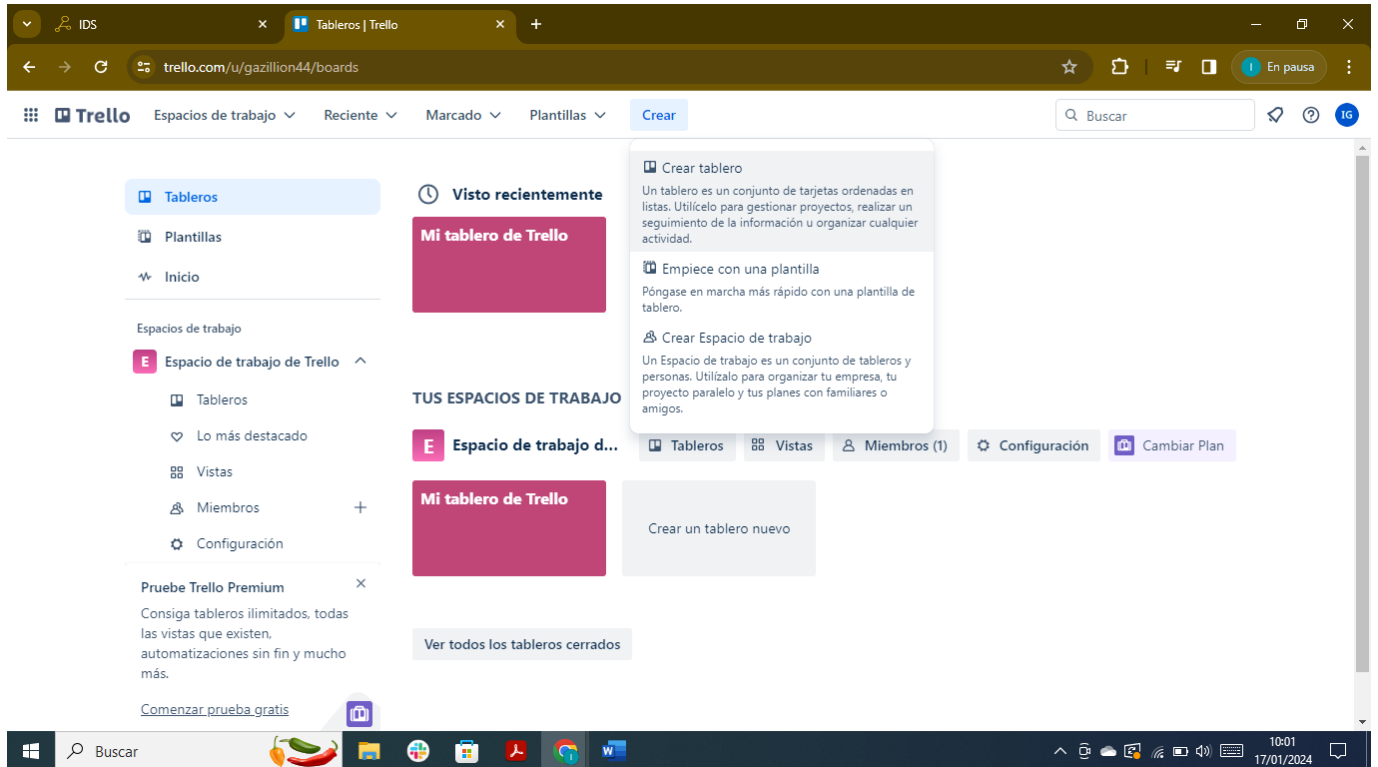 IDS
Tableros | Trello
trello.com/u/gazillion44/boards
I En pausa
Trello Espacios de trabajo Reciente Marcado Plantillas Crear Buscar IG
Crear tablero
Un tablero es un conjunto de tarjetas ordenadas en
listas. Utilícelo para gestionar proyectos, realizar un
seguimiento de la información u organizar cualquier
actividad.
Empiece con una plantilla
Póngase en marcha más rápido con una plantilla de
tablero.
Crear Espacio de trabajo
Un Espacio de trabajo es un conjunto de tableros y
personas. Utilízalo para organizar tu empresa, tu
proyecto paralelo y tus planes con familiares o
amigos.
Tableros
Plantillas
Inicio
Espacios de trabajo
E Espacio de trabajo de Trello
Tableros
Lo más destacado
Vistas
Miembros
Configuración
Pruebe Trello Premium
Consiga tableros ilimitados, todas
las vistas que existen,
automatizaciones sin fin y mucho
más.
Comenzar prueba gratis
Visto recientemente
Mi tablero de Trello
TUS ESPACIOS DE TRABAJO
E Espacio de trabajo d... Tableros Vistas Miembros (1) Configuración Cambiar Plan
Mi tablero de Trello
Crear un tablero nuevo
Ver todos los tableros cerrados
Buscar
W
10:01
17/01/2024